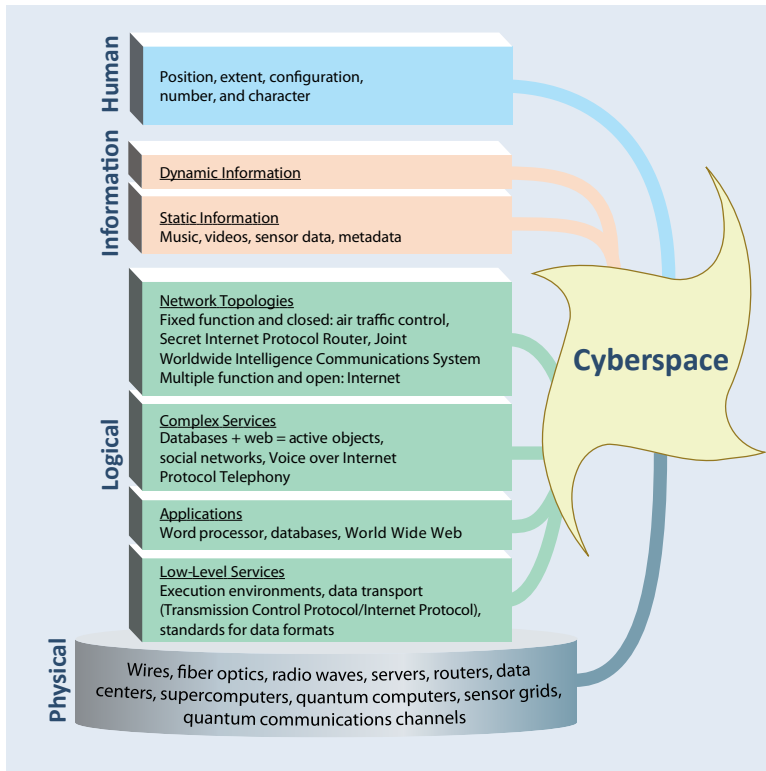 Human
Position, extent, configuration,
number, and character
Information
Dynamic Information
Static Information
Music, videos, sensor data, metadata
Logical
Network Topologies
Fixed function and closed: air traffic control,
Secret Internet Protocol Router, Joint
Worldwide Intelligence Communications System
Multiple function and open: Internet
Complex Services
Databases + web = active objects,
social networks, Voice over Internet
Protocol Telephony
Applications
Word processor, databases, World Wide Web
Low-Level Services
Execution environments, data transport
(Transmission Control Protocol/Internet Protocol),
standards for data formats
Physical
Wires, fiber optics, radio waves, servers, routers, data
centers, supercomputers, quantum computers, sensor grids,
quantum communications channels
Cyberspace